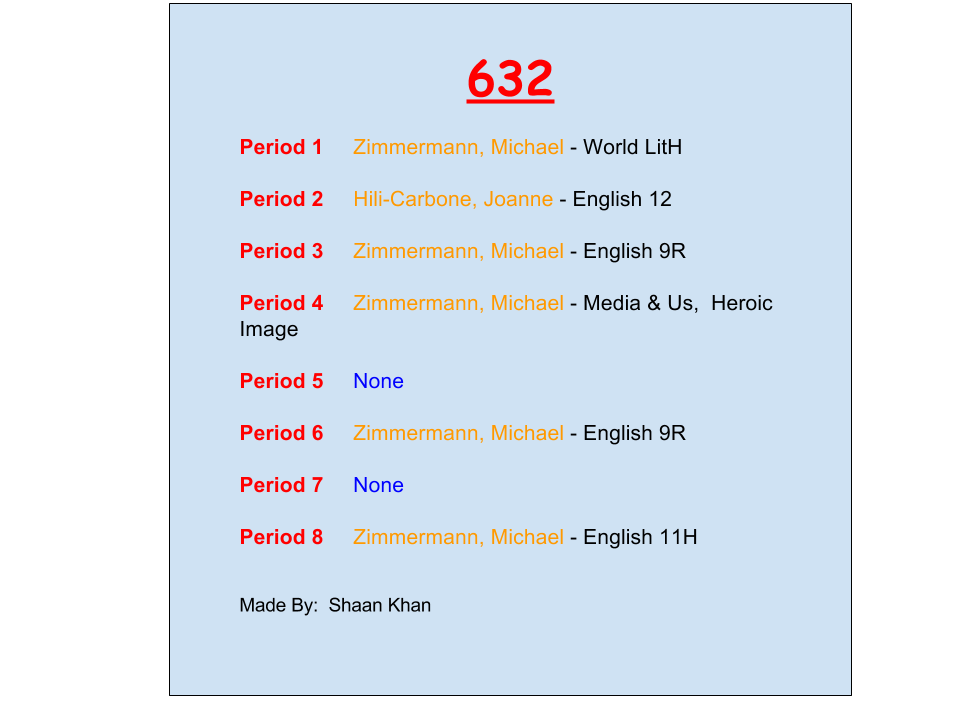 632
Period 1 Zimmermann, Michael - World LitH
Period 2 Hili-Carbone, Joanne - English 12
Period 3 Zimmermann, Michael - English 9R
Period 4 Zimmermann, Michael - Media & Us, Heroic
Image
Period 5 None
Period 6 Zimmermann, Michael - English 9R
Period 7 None
Period 8 Zimmermann, Michael - English 11H
Made By: Shaan Khan